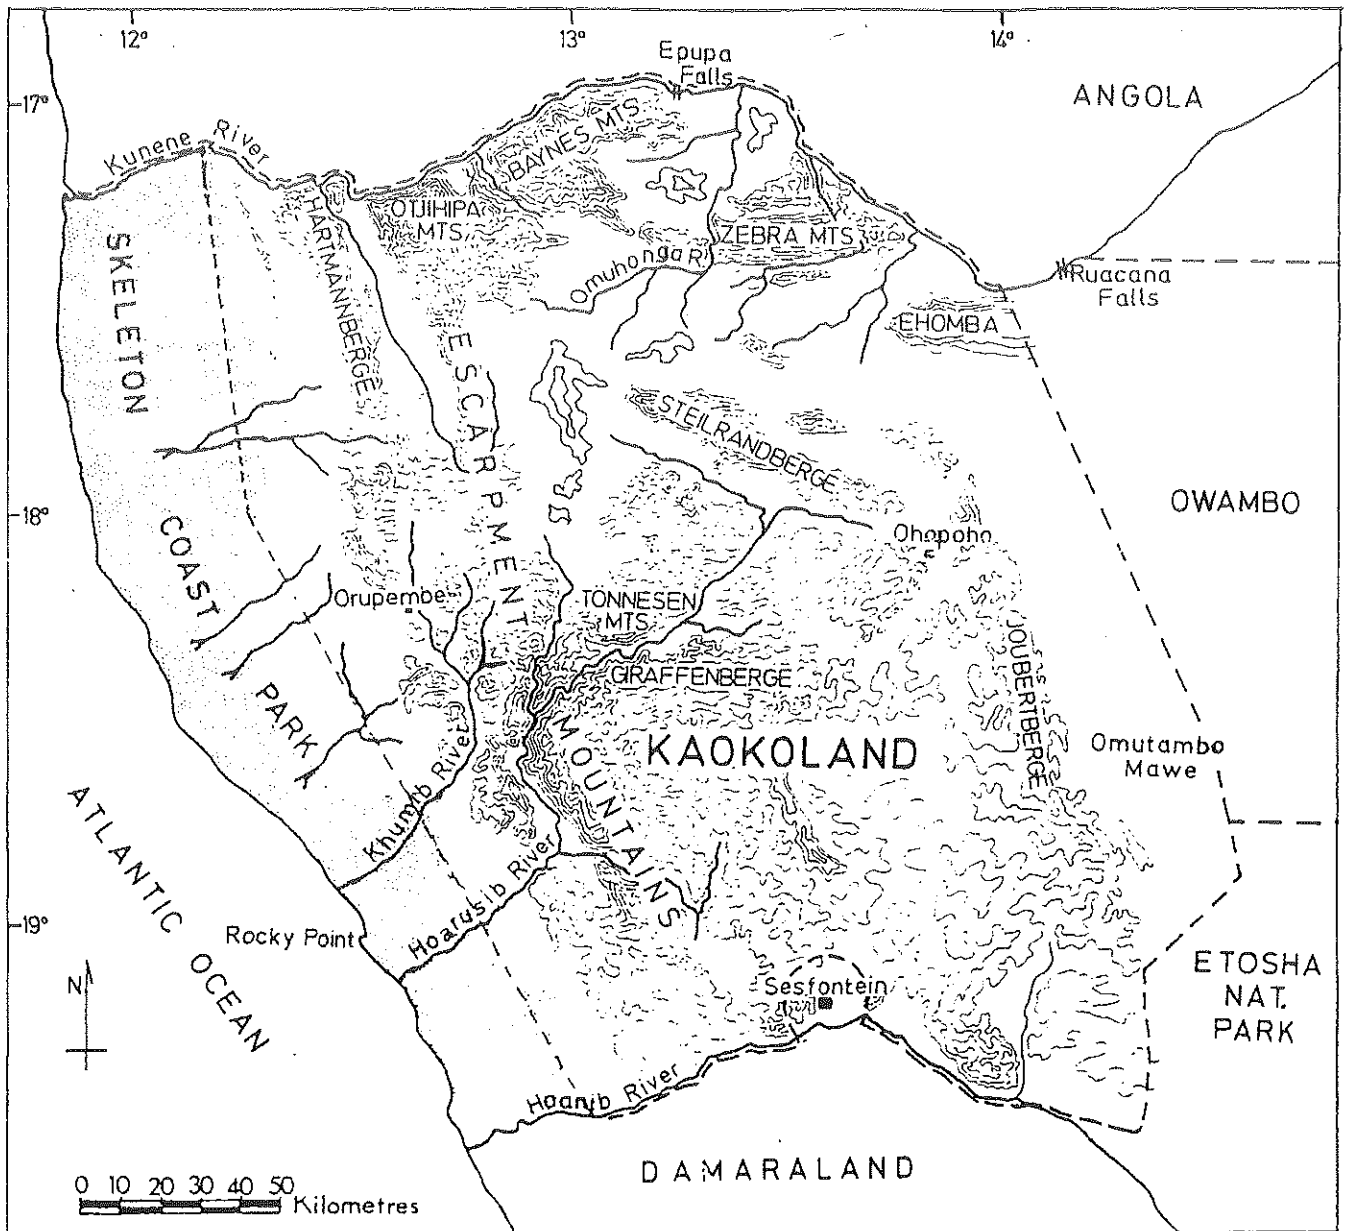 12°
13°
14°
17°
18°
19°
Epupa
Falls
ANGOLA
Kunene River
BAYNES MTS
OTJIHIPA
MTS.
HARTMANNBERGE
ZEBRA MTS
Omuhonga R.
Ruacana
Falls
EHOMBA
SKELETON
COAST
PARK
ESCARPMENT
MOUNTAINS
STEILRANDBERGE
OWAMBO
Ohopoho
Orupembe
TONNESEN
MTS.
GIRAFFENBERGE
JOUBERTBERGE
KAOKOLAND
Omutambo
Mawe
Khumib River
Hoarusib River
ATLANTIC OCEAN
Rocky Point
N
Sesfontein
ETOSHA
NAT.
PARK
Hoanib River
DAMARALAND
0 10 20 30 40 50
Kilometres